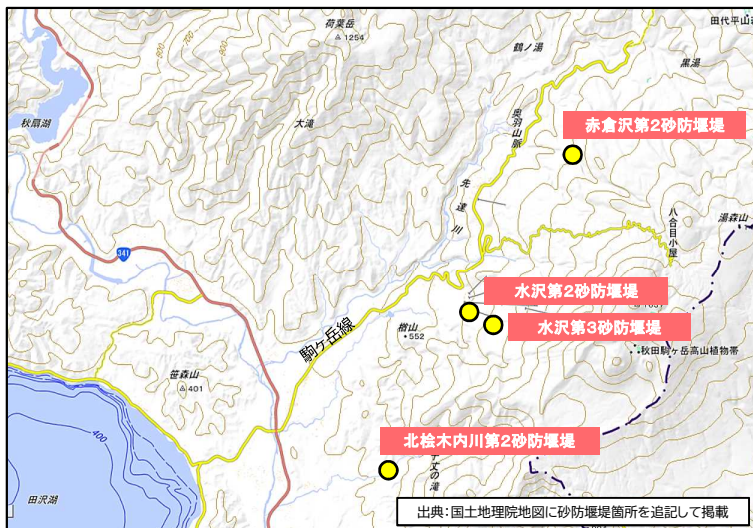 荷葉岳
1254
900
700
600
田代平山
鶴ノ湯
黒湯
秋扇湖
大滝
奥羽山脈
赤倉沢第2砂防堰堤
先達川
八合目小屋
湯森山
341
水沢第2砂防堰堤
水沢第3砂防堰堤
駒ヶ岳線
檜山
552
秋田駒ヶ岳高山植物帯
笹森山
401
400
北桧木内川第2砂防堰堤
丈の滝
田沢湖
出典：国土地理院地図に砂防堰堤箇所を追記して掲載